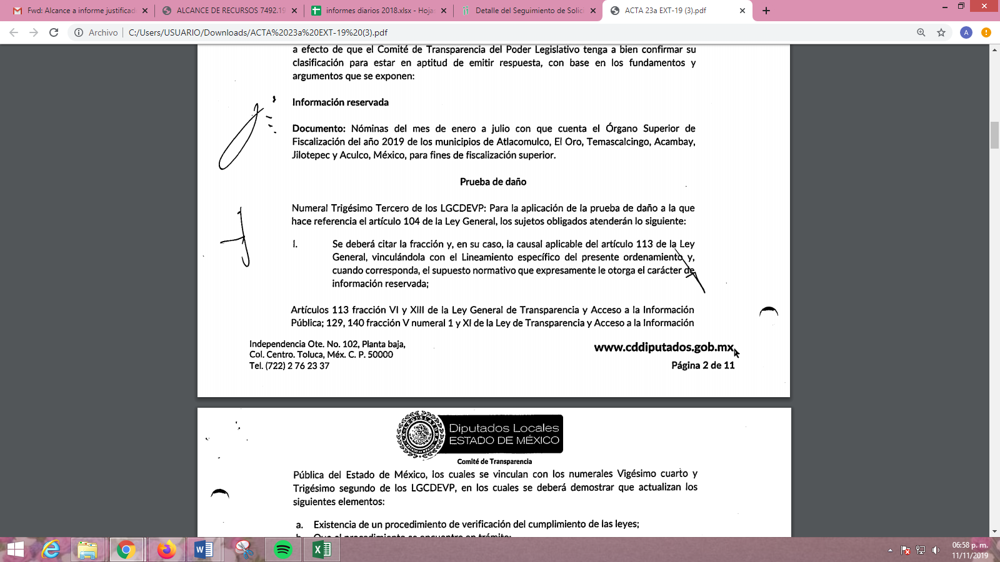 Fwd: Alcance a informe justificad
ALCANCE DE RECURSOS 7492.19
informes diarios 2018.xlsx - Hoja
Detalle del Seguimiento de Solici
ACTA 23a EXT-19 (3).pdf
Archivo
C:/Users/USUARIO/Downloads/ACTA%2023a%20EXT-19%20(3).pdf
A
a efecto de que el Comité de Transparencia del Poder Legislativo tenga a bien confirmar su
clasificación para estar en aptitud de emitir respuesta, con base en los fundamentos y
argumentos que se exponen:
Información reservada
Documento: Nóminas del mes de enero a julio con que cuenta el Órgano Superior de
Fiscalización del año 2019 de los municipios de Atlacomulco, El Oro, Temascalcingo, Acambay,
Jilotepec y Aculco, México, para fines de fiscalización superior.
Prueba de daño
Numeral Trigésimo Tercero de los LGCDEVP: Para la aplicación de la prueba de daño a la que
hace referencia el artículo 104 de la Ley General, los sujetos obligados atenderán lo siguiente:
I. Se deberá citar la fracción y, en su caso, la causal aplicable del artículo 113 de la Ley
General, vinculándola con el Lineamiento específico del presente ordenamiento y,
cuando corresponda, el supuesto normativo que expresamente le otorga el carácter de
información reservada;
Artículos 113 fracción VI y XIII de la Ley General de Transparencia y Acceso a la Información
Pública; 129, 140 fracción V numeral 1 y XI de la Ley de Transparencia y Acceso a la Información
Independencia Ote. No. 102, Planta baja,
Col. Centro. Toluca, Méx. C. P. 50000
Tel. (722) 2 76 23 37
www.cddiputados.gob.mx
Página 2 de 11
Diputados Locales
ESTADO DE MÉXICO
Comité de Transparencia
Pública del Estado de México, los cuales se vinculan con los numerales Vigésimo cuarto y
Trigésimo segundo de los LGCDEVP, en los cuales se deberá demostrar que actualizan los
siguientes elementos:
a. Existencia de un procedimiento de verificación del cumplimiento de las leyes;
b. Que el procedimiento se encuentre en trámite;
06:58 p. m.
11/11/2019